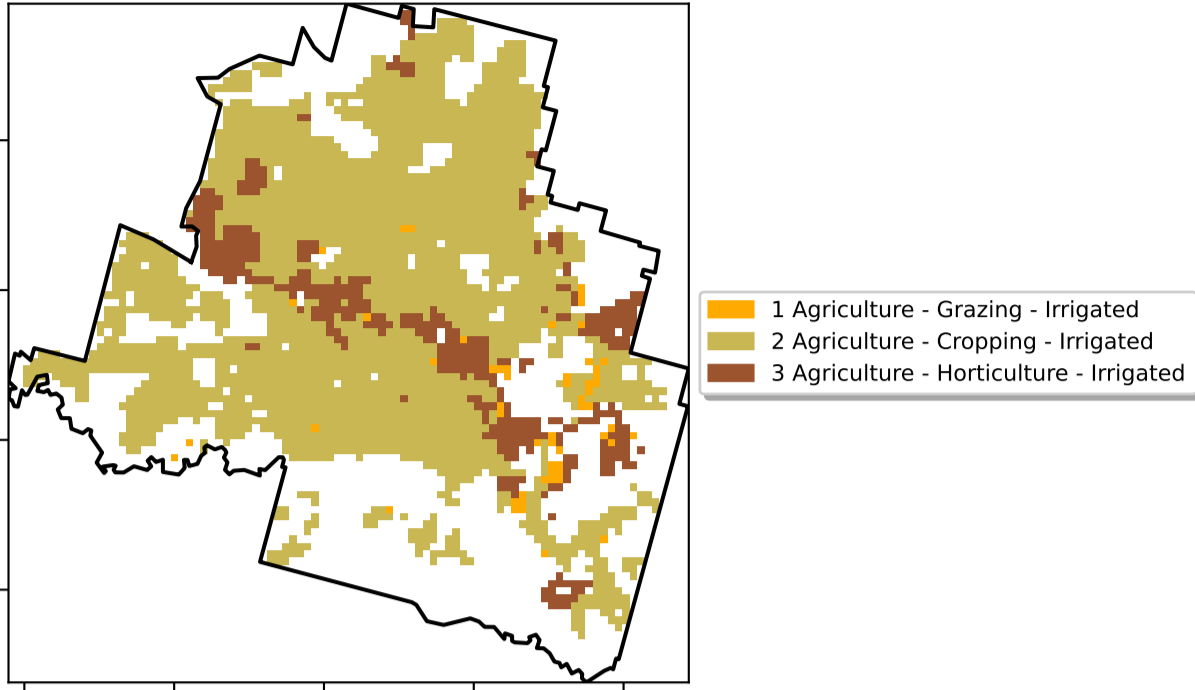 1 Agriculture - Grazing - Irrigated
2 Agriculture - Cropping - Irrigated
3 Agriculture - Horticulture - Irrigated